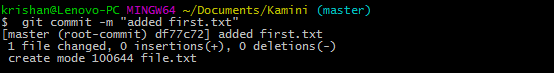 krishan@Lenovo-PC MINGW64 ~/Documents/Kamini (master)
$ git commit -m "added first.txt"
[master (root-commit) df77c72] added first.txt
 1 file changed, 0 insertions(+), 0 deletions(-)
 create mode 100644 file.txt